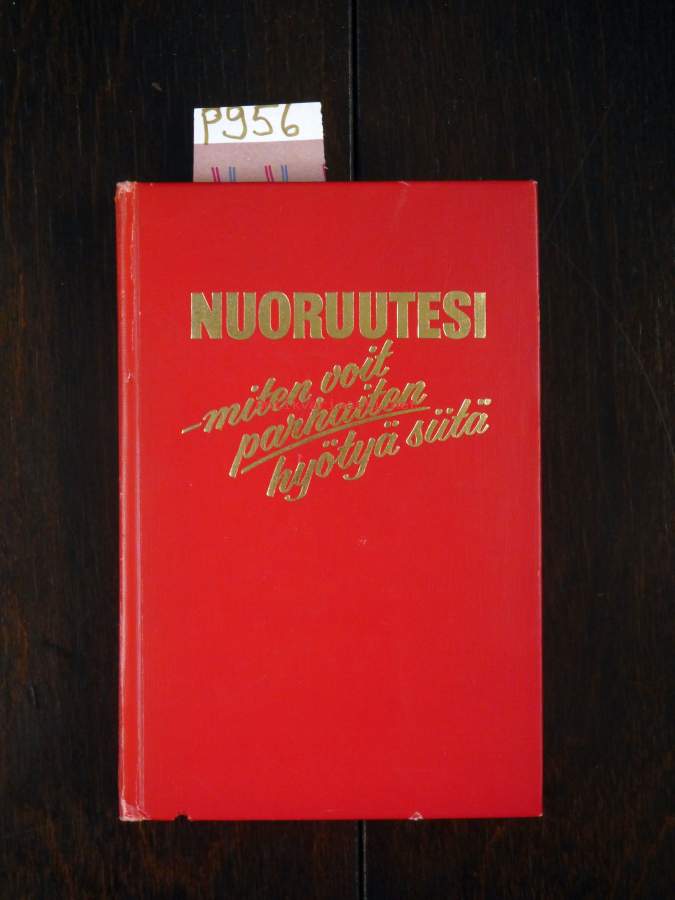 P956
NUORUUTESI
–miten voit
parhaiten
hyötyä siitä